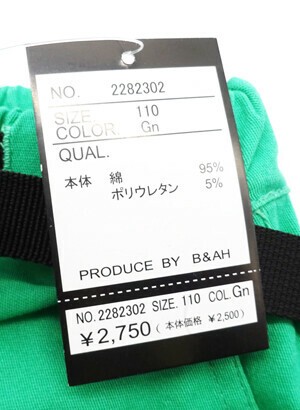 NO. 2282302
SIZE. 110
COLOR. Gn
QUAL.
本体 綿 95%
ポリウレタン 5%
PRODUCE BY B&AH
NO. 2282302 SIZE. 110 COL. Gn
¥2,750 (本体価格 ¥2,500)